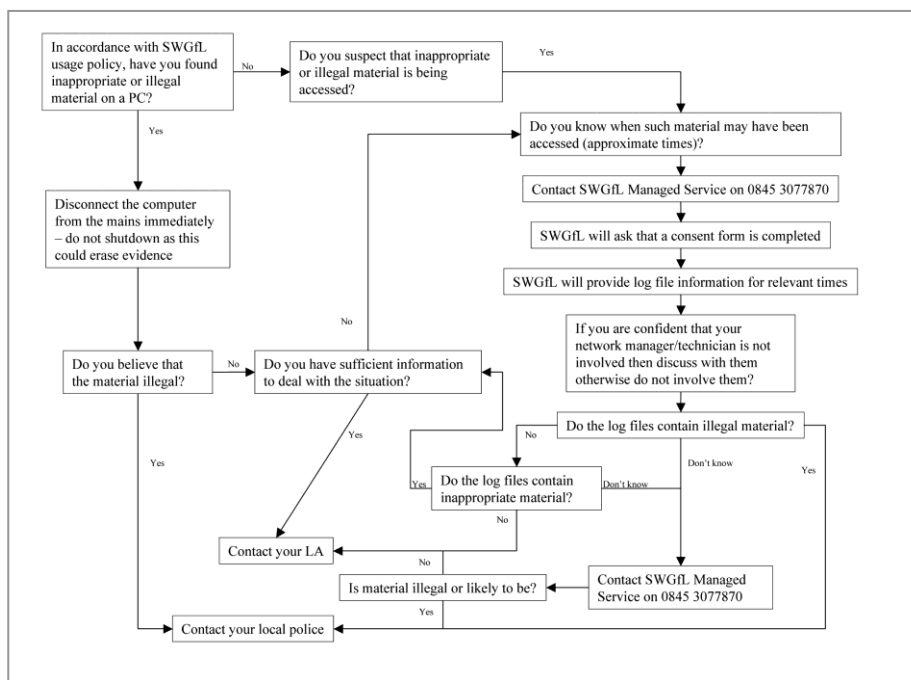 In accordance with SWGfL
usage policy, have you found
inappropriate or illegal
material on a PC?
No
Do you suspect that inappropriate
or illegal material is being
accessed?
Yes
Yes
Do you know when such material may have been
accessed (approximate times)?
Contact SWGfL Managed Service on 0845 3077870
Disconnect the computer
from the mains immediately
– do not shutdown as this
could erase evidence
SWGfL will ask that a consent form is completed
SWGfL will provide log file information for relevant times
No
If you are confident that your
network manager/technician is not
involved then discuss with them
otherwise do not involve them?
Do you believe that
the material illegal?
No
Do you have sufficient information
to deal with the situation?
Do the log files contain illegal material?
Yes
No
Yes
Don't know
Yes
Yes
Do the log files contain
inappropriate material?
Don't know
No
Contact your LA
No
Is material illegal or likely to be?
Contact SWGfL Managed
Service on 0845 3077870
Yes
Contact your local police